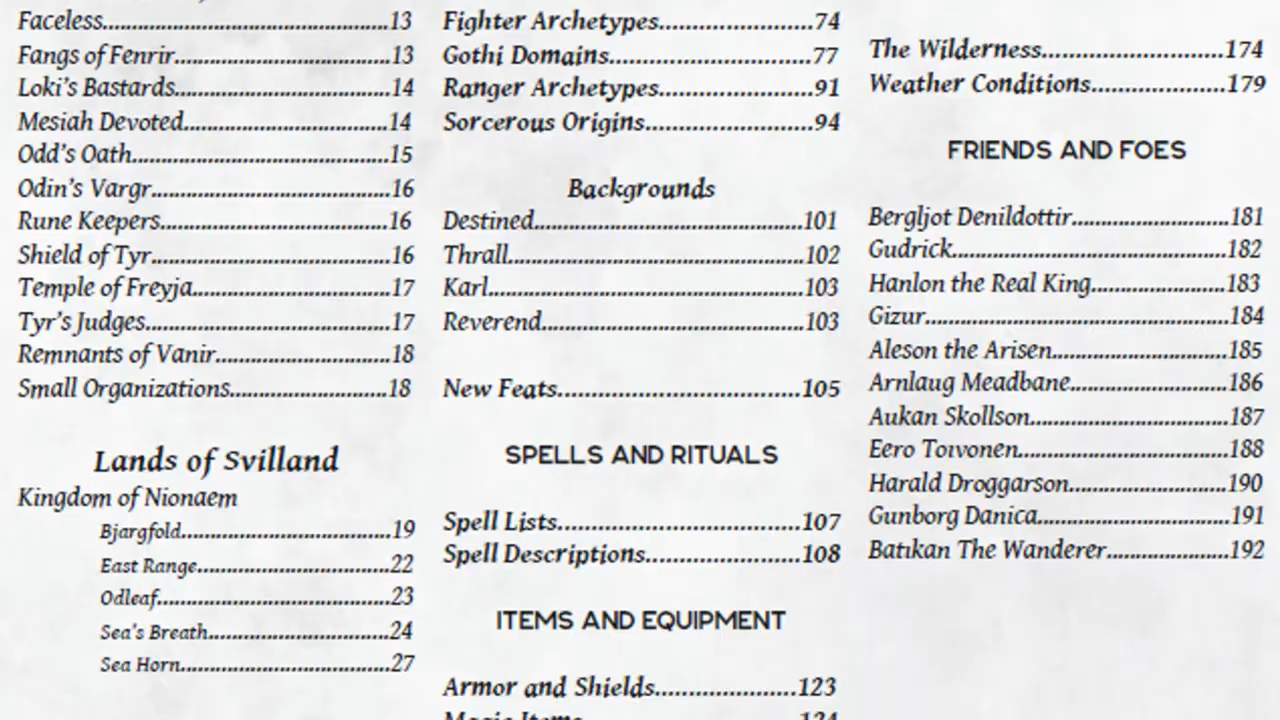 Faceless..........13
Fangs of Fenrir..........13
Loki's Bastards..........14
Mesiah Devoted..........14
Odd's Oath..........15
Odin's Vargr..........16
Rune Keepers..........16
Shield of Tyr..........16
Temple of Freyja..........17
Tyr's Judges..........17
Remnants of Vanir..........18
Small Organizations..........18
Lands of Svilland
Kingdom of Nionaem
Bjargfold..........19
East Range..........22
Odleaf..........23
Sea's Breath..........24
Sea Horn..........27
Fighter Archetypes..........74
Gothi Domains..........77
Ranger Archetypes..........91
Sorcerous Origins..........94
Backgrounds
Destined..........101
Thrall..........102
Karl..........103
Reverend..........103
New Feats..........105
SPELLS AND RITUALS
Spell Lists..........107
Spell Descriptions..........108
ITEMS AND EQUIPMENT
Armor and Shields..........123
Magic Items..........124
The Wilderness..........174
Weather Conditions..........179
FRIENDS AND FOES
Bergljot Denildottir..........181
Gudrick..........182
Hanlon the Real King..........183
Gizur..........184
Aleson the Arisen..........185
Arnlaug Meadbane..........186
Aukan Skollson..........187
Eero Toıvonen..........188
Harald Droggarson..........190
Gunborg Danica..........191
Batıkan The Wanderer..........192